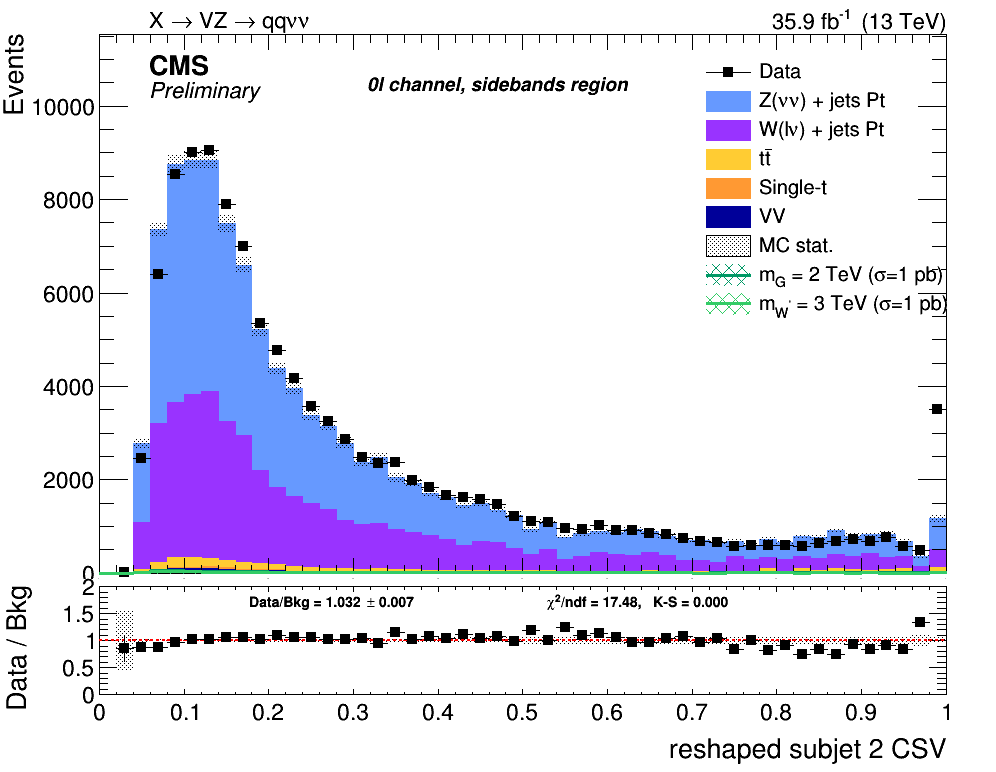 X → VZ → qqνν 35.9 fb⁻¹ (13 TeV)
Events
CMS
Preliminary
0l channel, sidebands region
Data
Z(νν) + jets Pt
W(lν) + jets Pt
tt̄
Single-t
VV
MC stat.
m_G = 2 TeV (σ=1 pb)
m_W' = 3 TeV (σ=1 pb)
10000
8000
6000
4000
2000
0
Data / Bkg
Data/Bkg = 1.032 ± 0.007 χ²/ndf = 17.48, K-S = 0.000
2
1.5
1
0.5
0
0 0.1 0.2 0.3 0.4 0.5 0.6 0.7 0.8 0.9 1
reshaped subjet 2 CSV